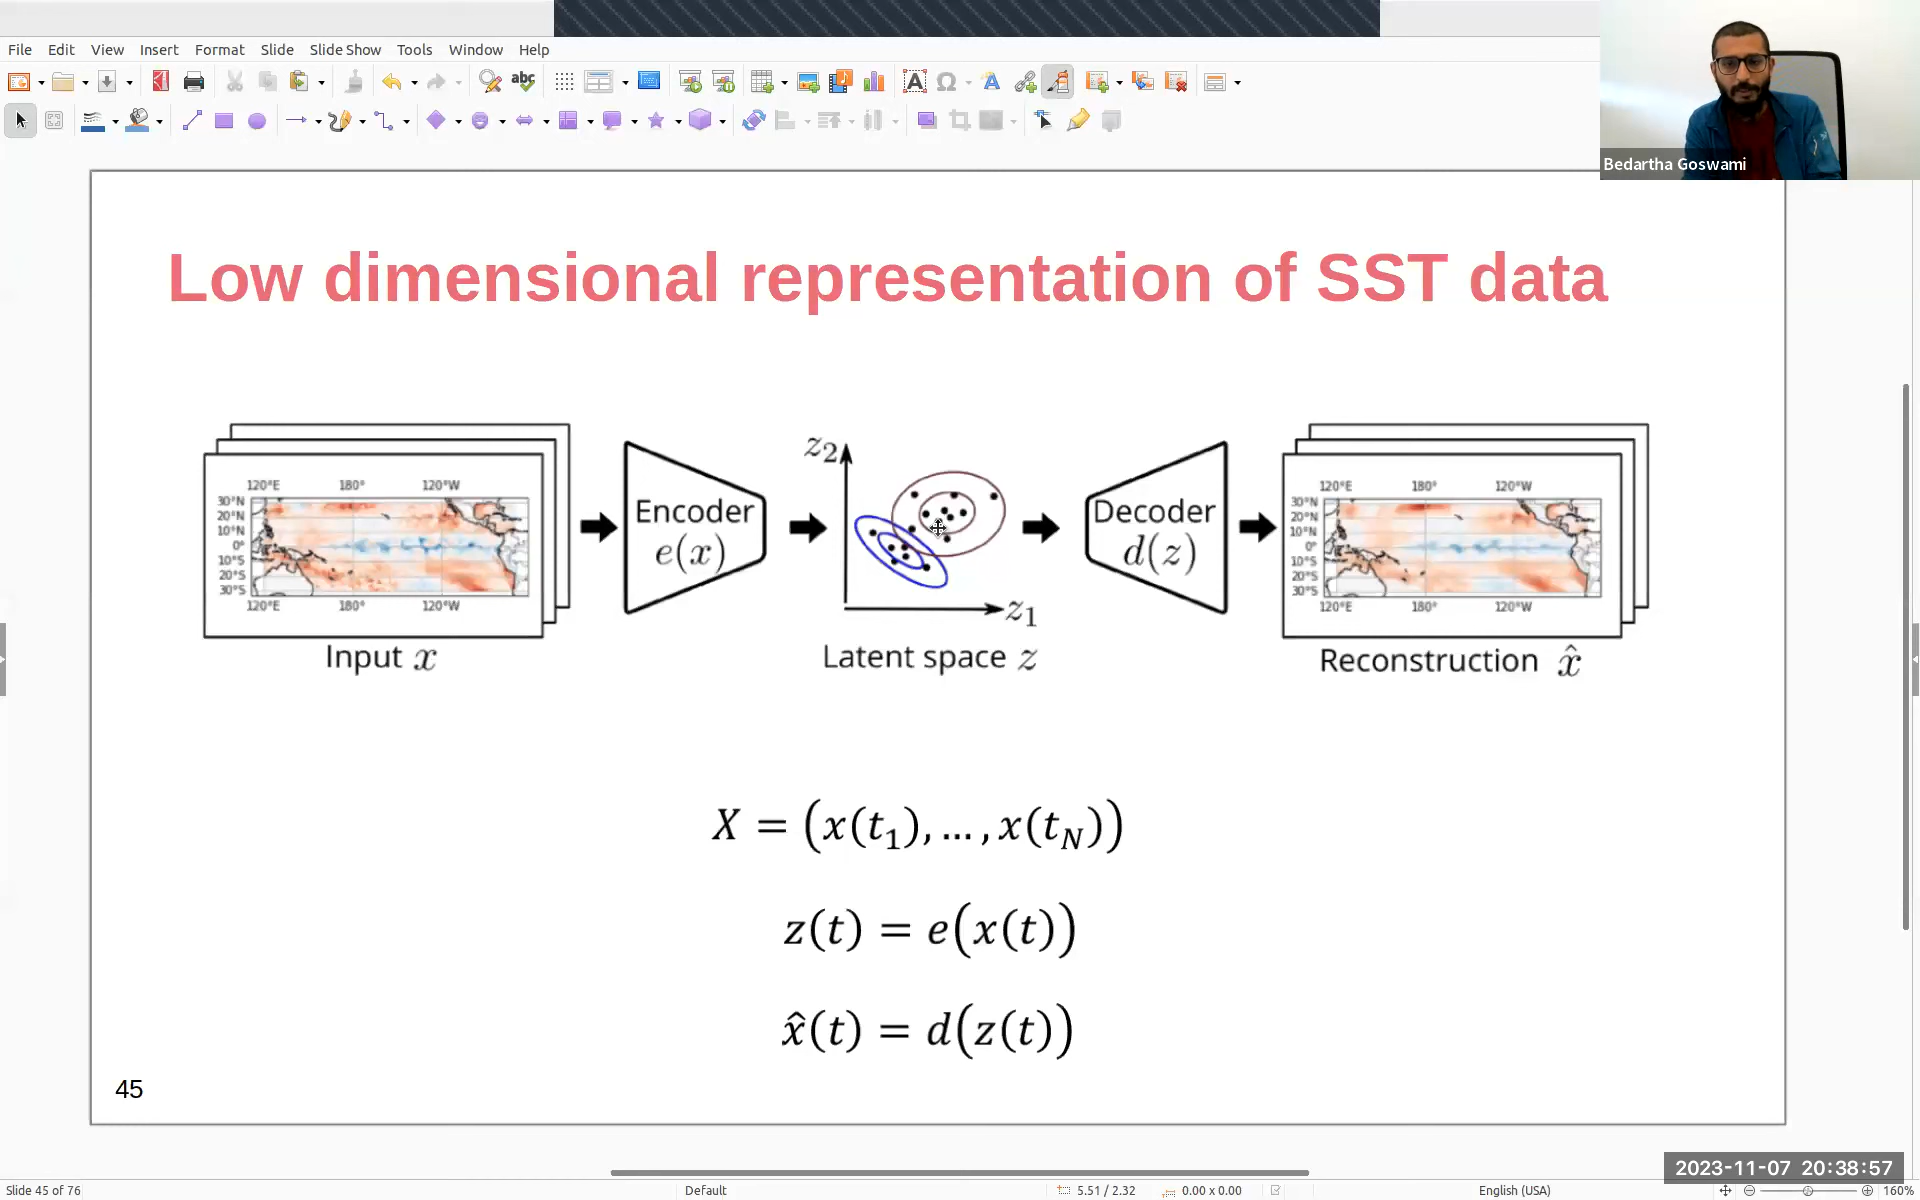 File Edit View Insert Format Slide Slide Show Tools Window Help
abc
Bedartha Goswami
Low dimensional representation of SST data
120°E 180° 120°W
30°N
20°N
10°N
0°
10°S
20°S
30°S
120°E 180° 120°W
Input x
Encoder
e(x)
z₂
z₁
Latent space z
Decoder
d(z)
120°E 180° 120°W
30°N
20°N
10°N
0°
10°S
20°S
30°S
120°E 180° 120°W
Reconstruction x̂
X = (x(t₁), … , x(t_N))
z(t) = e(x(t))
x̂(t) = d(z(t))
45
2023-11-07 20:38:57
Slide 45 of 76 Default 5.51 / 2.32 0.00 x 0.00 English (USA) 160%